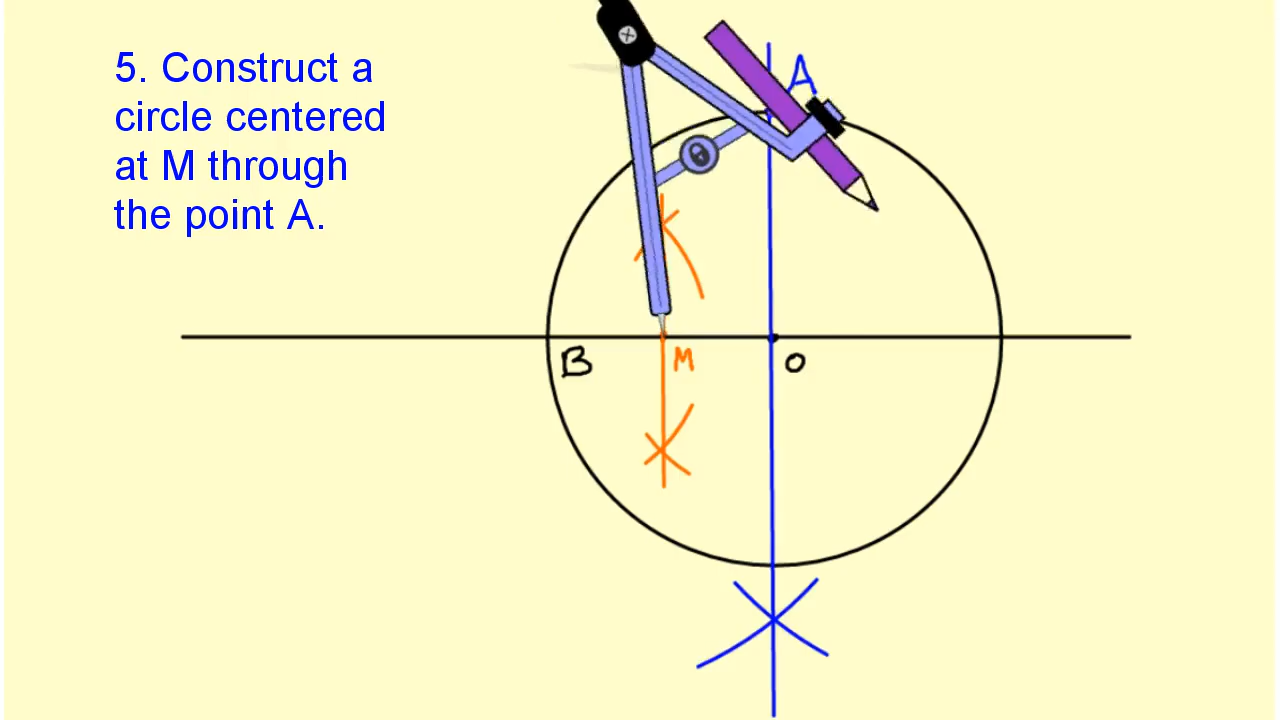 5. Construct a
circle centered
at M through
the point A.
A
B
M
O